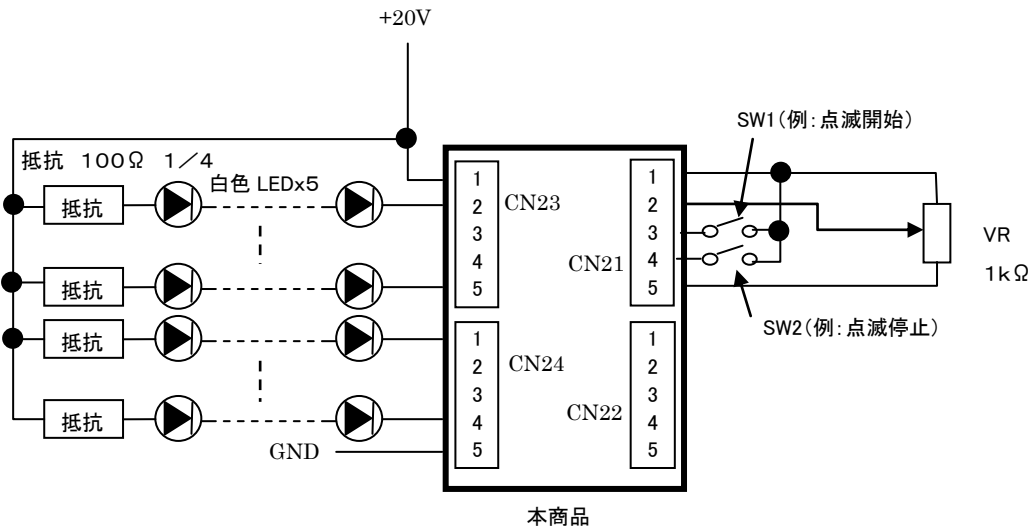 +20V
SW1(例：点滅開始)
抵抗 100Ω 1／4
白色 LEDx5
抵抗
抵抗
抵抗
抵抗
GND
1
2
3
4
5
CN23
1
2
3
4
5
CN24
1
2
3
4
5
CN21
1
2
3
4
5
CN22
VR
1kΩ
SW2(例：点滅停止)
本商品